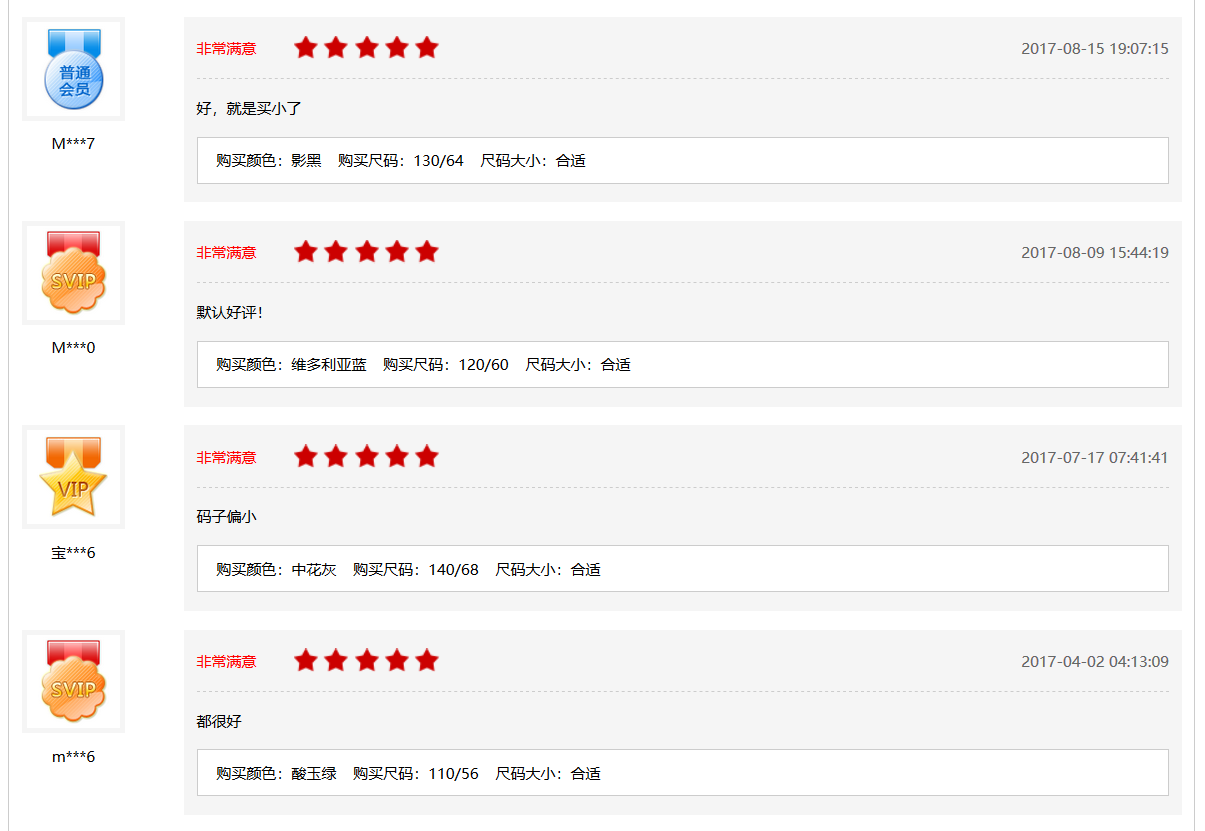 非常满意 2017-08-15 19:07:15
普通
会员
好，就是买小了
M***7
购买颜色：影黑 购买尺码：130/64 尺码大小：合适
非常满意 2017-08-09 15:44:19
SVIP
默认好评！
M***0
购买颜色：维多利亚蓝 购买尺码：120/60 尺码大小：合适
非常满意 2017-07-17 07:41:41
VIP
码子偏小
宝***6
购买颜色：中花灰 购买尺码：140/68 尺码大小：合适
非常满意 2017-04-02 04:13:09
SVIP
都很好
m***6
购买颜色：酸玉绿 购买尺码：110/56 尺码大小：合适